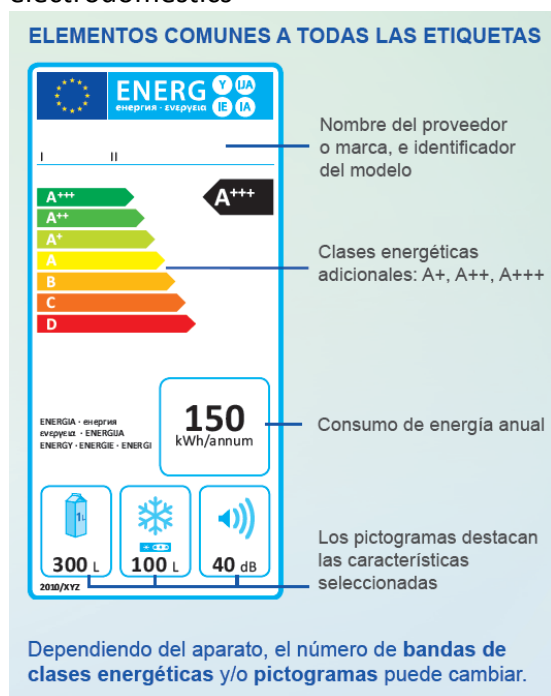 ELEMENTOS COMUNES A TODAS LAS ETIQUETAS
ENERG
енергия · ενεργεια
Y IJA
IE IA
Nombre del proveedor
o marca, e identificador
del modelo
I II
A+++
A+++
A++
A+
A
B
C
D
Clases energéticas
adicionales: A+, A++, A+++
ENERGIA · енергия
ενεργεια · ENERGIJA
ENERGY · ENERGIE · ENERGI
150
kWh/annum
Consumo de energía anual
1L
300 L
100 L
40 dB
Los pictogramas destacan
las características
seleccionadas
2010/XYZ
Dependiendo del aparato, el número de bandas de
clases energéticas y/o pictogramas puede cambiar.